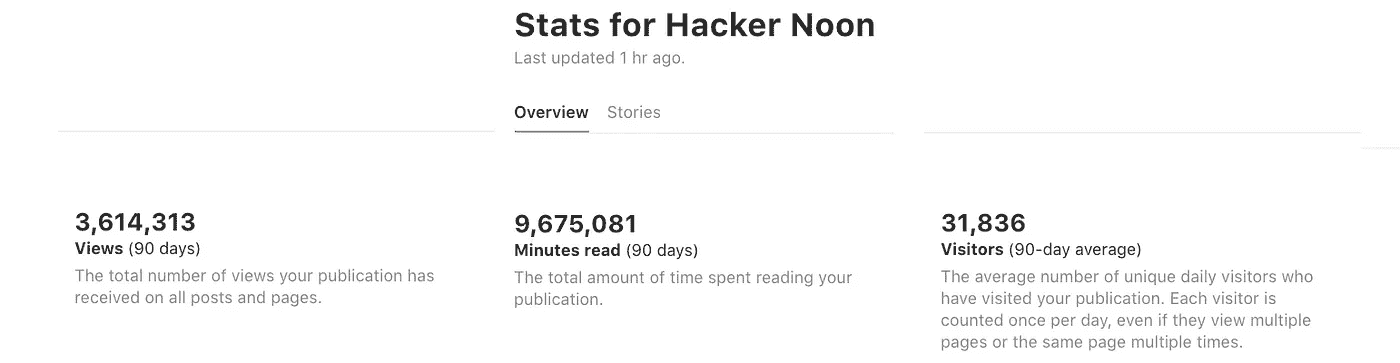 Stats for Hacker Noon
Last updated 1 hr ago.
Overview Stories
3,614,313
Views (90 days)
The total number of views your publication has
received on all posts and pages.
9,675,081
Minutes read (90 days)
The total amount of time spent reading your
publication.
31,836
Visitors (90-day average)
The average number of unique daily visitors who
have visited your publication. Each visitor is
counted once per day, even if they view multiple
pages or the same page multiple times.